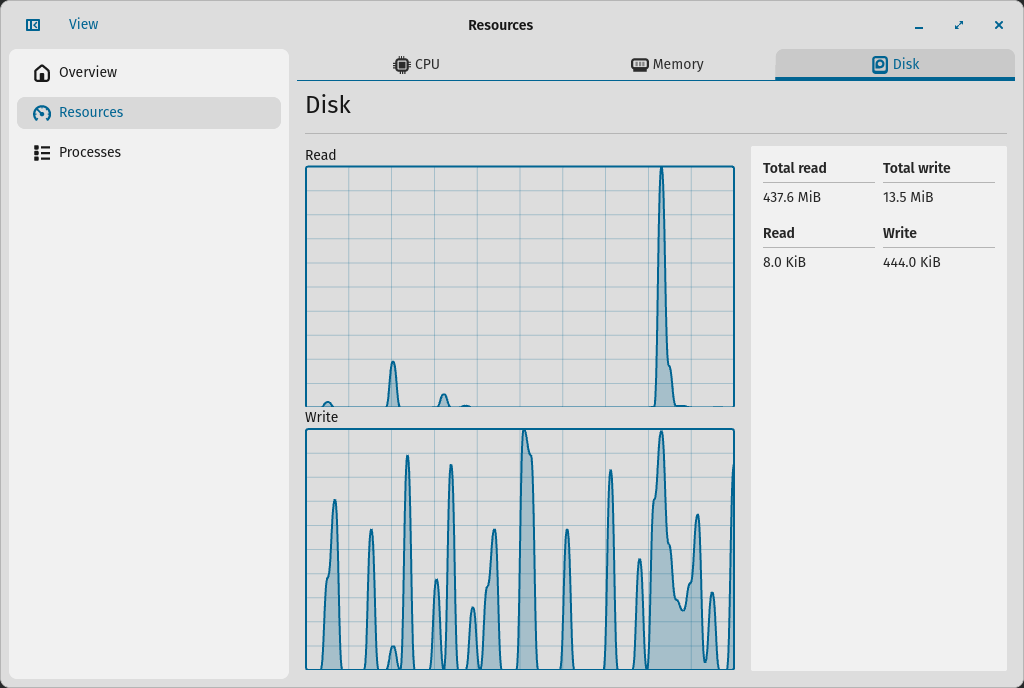 View
Resources
Overview
Resources
Processes
CPU
Memory
Disk
Disk
Read
Write
Total read
Total write
437.6 MiB
13.5 MiB
Read
Write
8.0 KiB
444.0 KiB